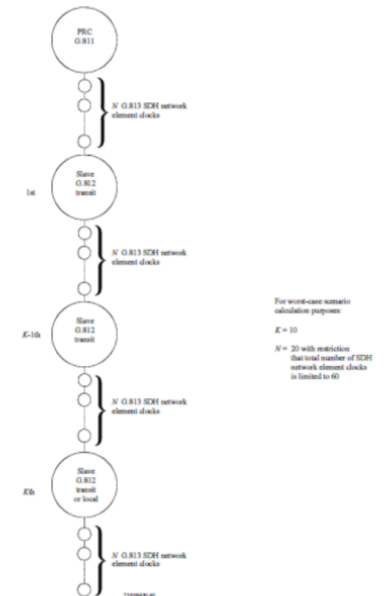 PRC
G.811
N G.813 SDH network
element clocks
Slave
G.812
transit
1st
N G.813 SDH network
element clocks
Slave
G.812
transit
K-1th
N G.813 SDH network
element clocks
Slave
G.812
transit
or local
Kth
N G.813 SDH network
element clocks
For worst-case scenario
calculation purposes:
K = 10
N = 20 with restriction
that total number of SDH
network element clocks
is limited to 60